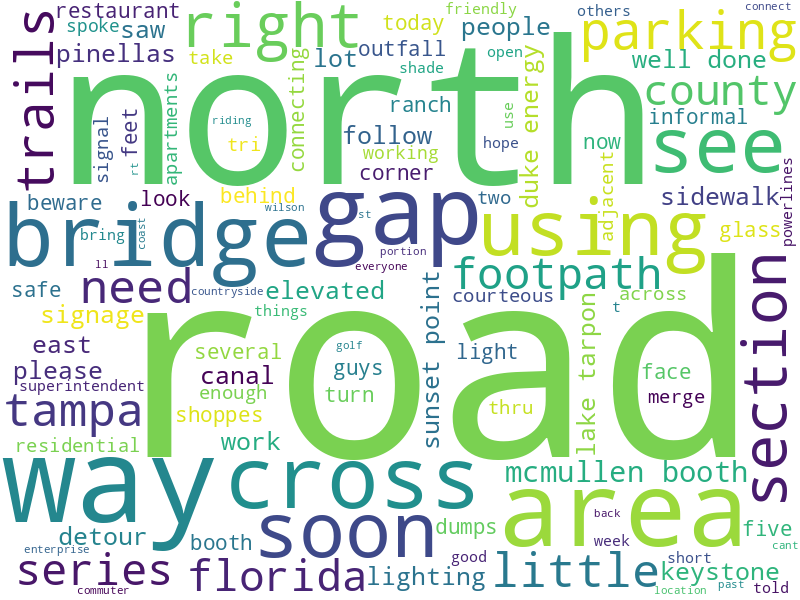 restaurant
spoke saw
pinellas
trails
right
today
take
outfall
lot
friendly
people
shade
open
others
connect
parking
well done
county
north
see
informal
signal
feet
apartments
riding
rt
tri
connecting
ranch
follow
working
corner
duke energy
use
hope
now
adjacent
powerlines
beware
look
behind
bridge
bring
coast
wilson
gap
st
two
using
sidewalk
glass
portion
everyone
ll
safe
need
countryside
elevated
footpath
courteous
across
t
section
signage
things
road
east
please
superintendent
several
canal
enough
golf
guys
turn
sunset point
light
thru
lake tarpon
face
merge
tampa
shoppes
residential
work
way
cross
mcmullen booth
area
detour
booth
soon
dumps
back
week
five
cant
enterprise
series
commuter
florida
lighting
good
little
short
keystone
location
past
told